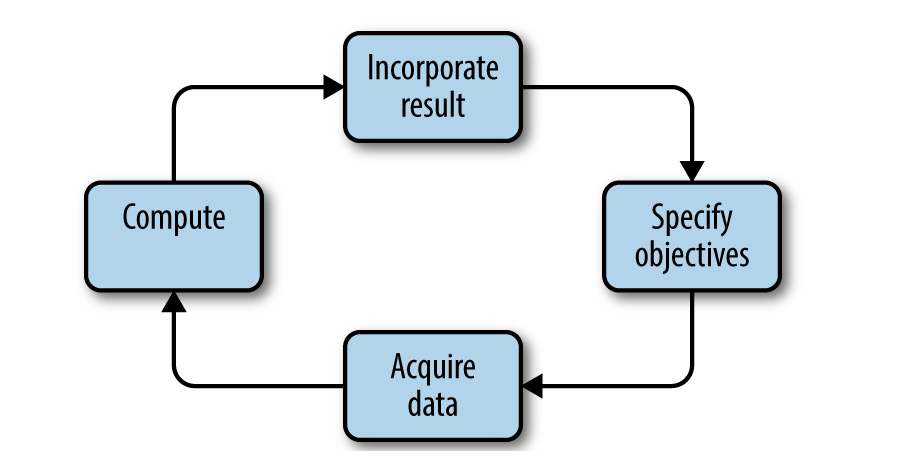 Incorporate
result
Compute
Specify
objectives
Acquire
data